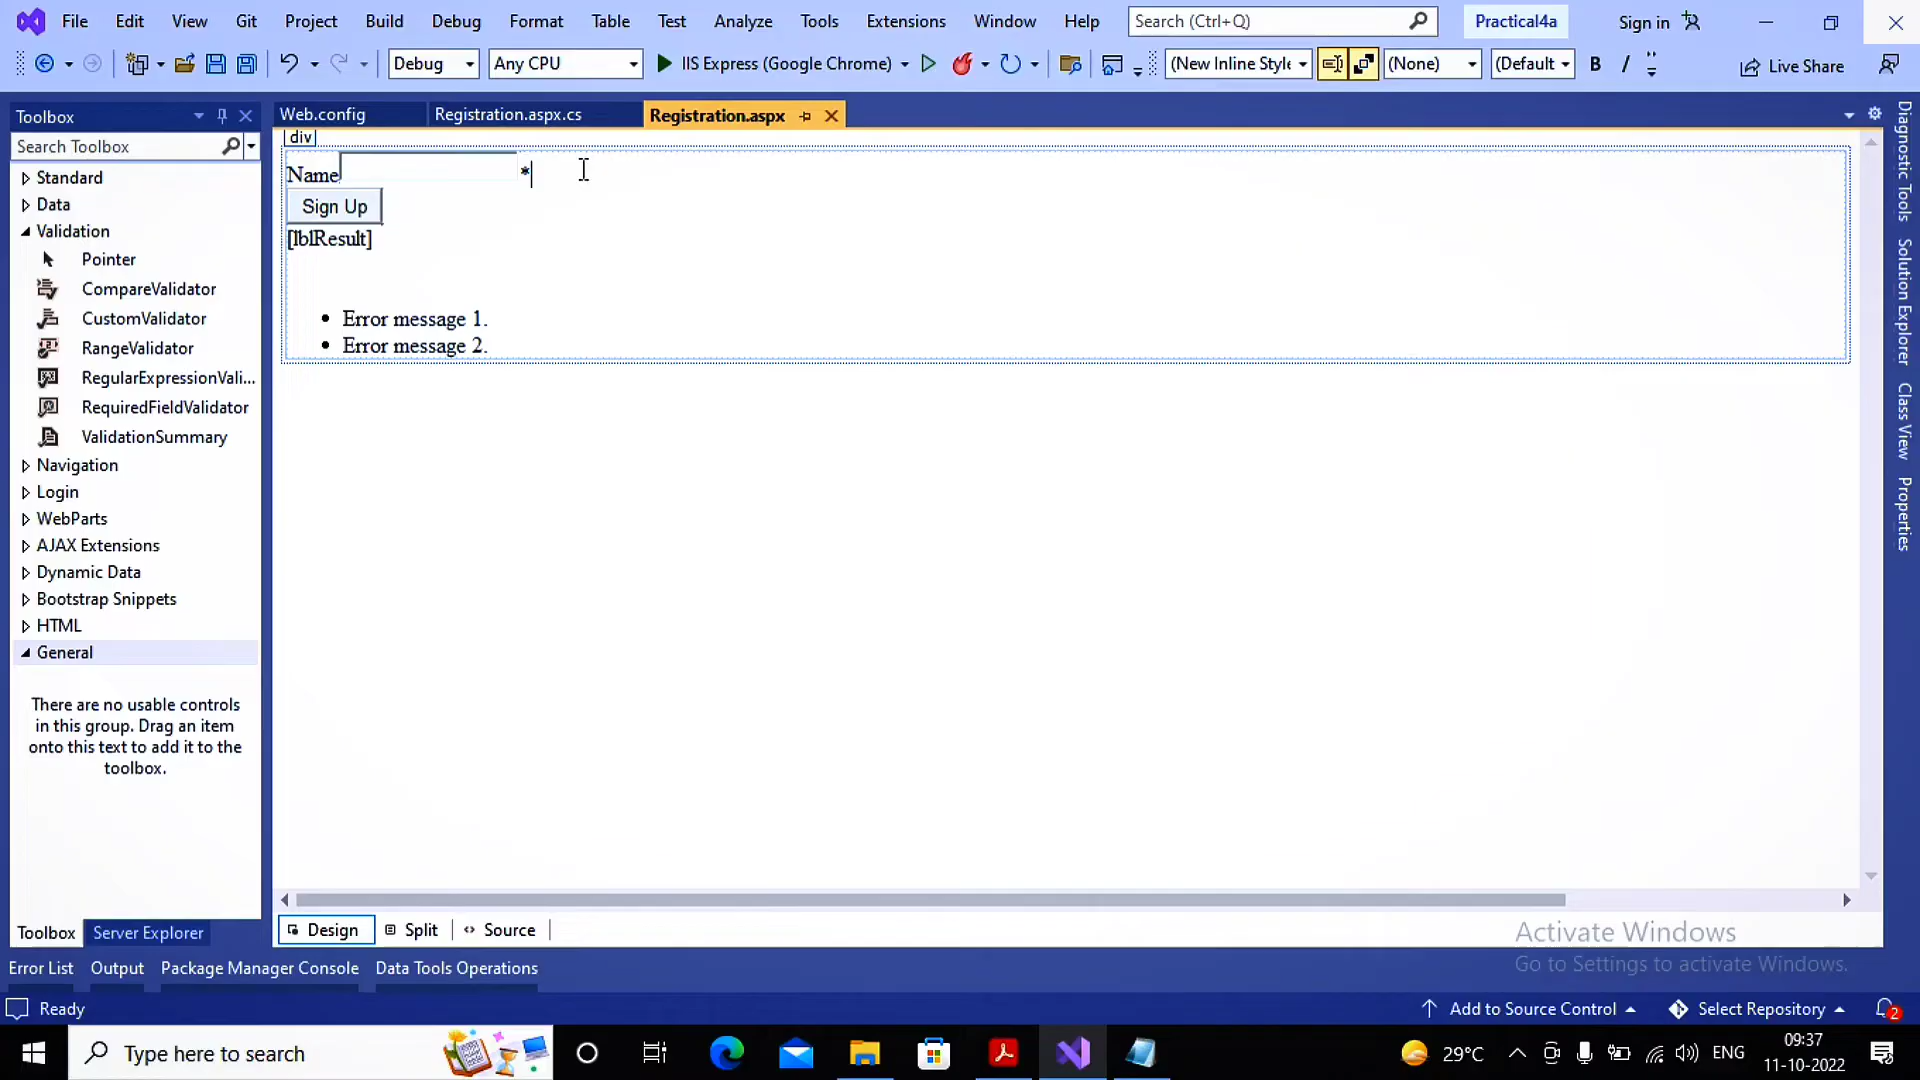 File Edit View Git Project Build Debug Format Table Test Analyze Tools Extensions Window Help Search (Ctrl+Q) Practical4a Sign in
Debug Any CPU IIS Express (Google Chrome) (New Inline Style (None) (Default B I Live Share
Toolbox
Search Toolbox
Standard
Data
Validation
Pointer
CompareValidator
CustomValidator
RangeValidator
RegularExpressionVali...
RequiredFieldValidator
ValidationSummary
Navigation
Login
WebParts
AJAX Extensions
Dynamic Data
Bootstrap Snippets
HTML
General
There are no usable controls
in this group. Drag an item
onto this text to add it to the
toolbox.
Toolbox Server Explorer
Web.config Registration.aspx.cs Registration.aspx
div
Name *
Sign Up
[lblResult]
Error message 1.
Error message 2.
Design Split Source
Diagnostic Tools
Solution Explorer
Class View
Properties
Activate Windows
Go to Settings to activate Windows.
Error List Output Package Manager Console Data Tools Operations
Ready Add to Source Control Select Repository 2
Type here to search 29°C ENG 09:37
11-10-2022